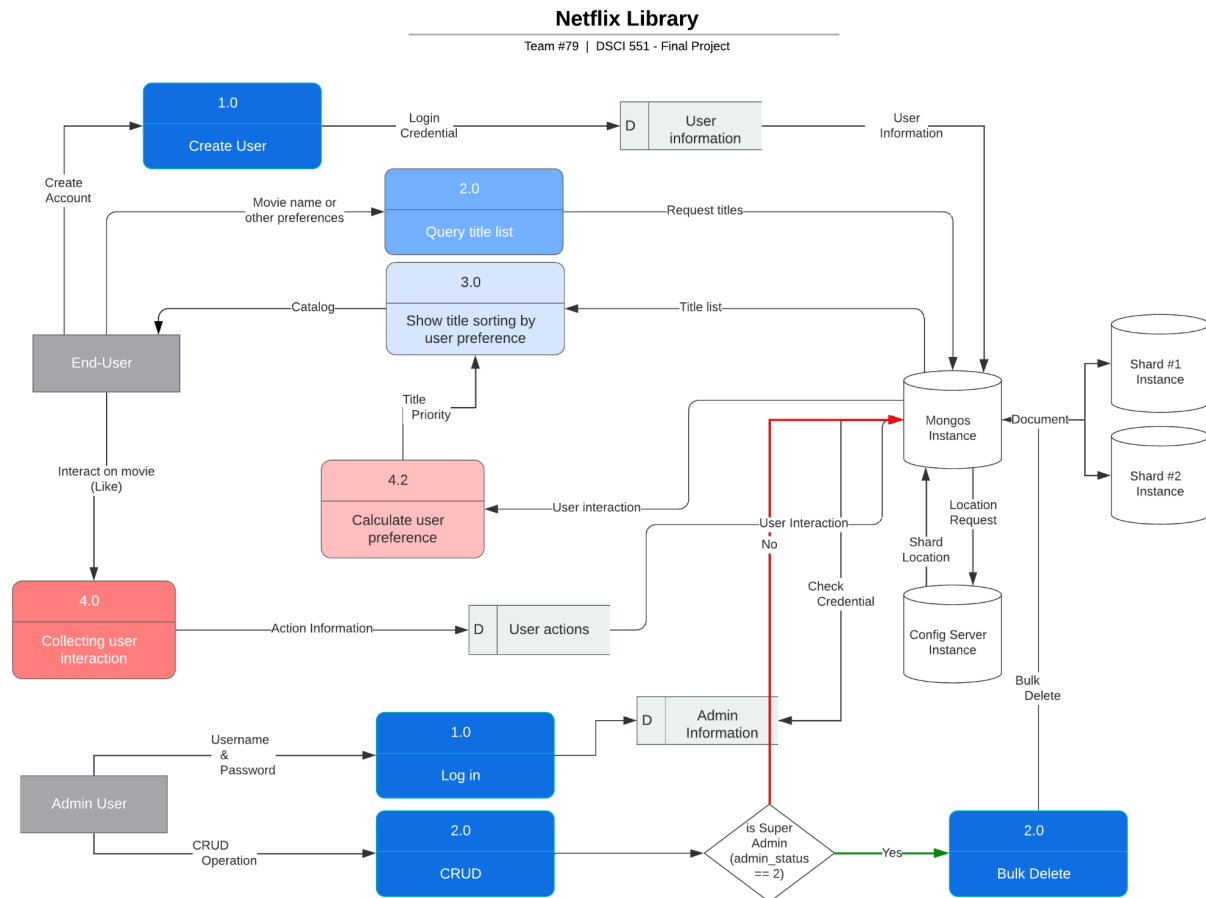 Netflix Library
Team #79 | DSCI 551 - Final Project
1.0
Create User
Login
Credential
D
User
information
User
Information
Create
Account
Movie name or
other preferences
2.0
Query title list
Request titles
3.0
Show title sorting by
user preference
Catalog
Title list
End-User
Title
Priority
Shard #1
Instance
Mongos
Instance
Document
Shard #2
Instance
Interact on movie
(Like)
4.2
Calculate user
preference
User interaction
User Interaction
No
Location
Request
Shard
Location
Check
Credential
4.0
Collecting user
interaction
Action Information
D
User actions
Config Server
Instance
Bulk
Delete
D
Admin
Information
Username
&
Password
1.0
Log in
Admin User
CRUD
Operation
2.0
CRUD
is Super
Admin
(admin_status
== 2)
Yes
2.0
Bulk Delete